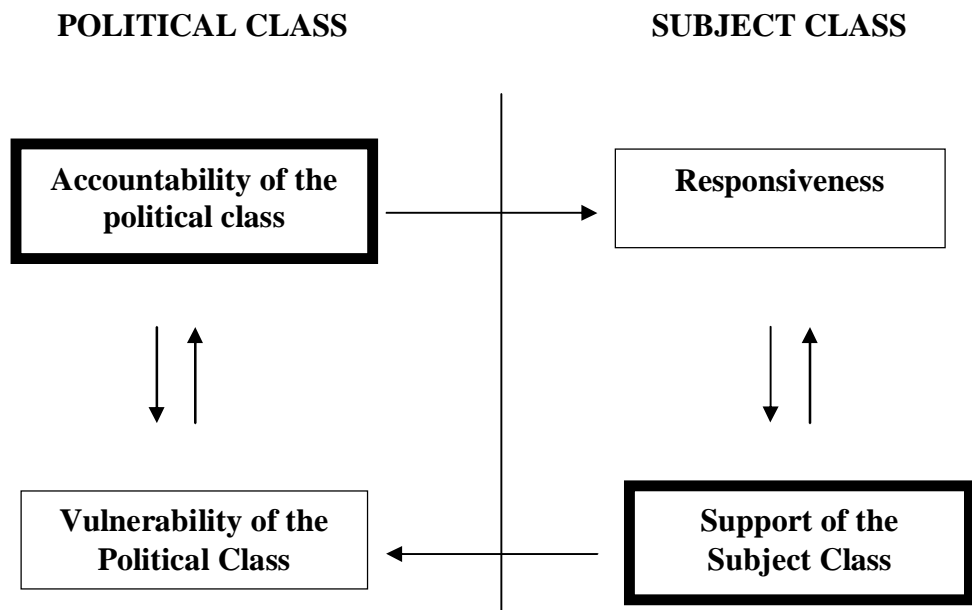 POLITICAL CLASS
SUBJECT CLASS
Accountability of the
political class
Responsiveness
Vulnerability of the
Political Class
Support of the
Subject Class